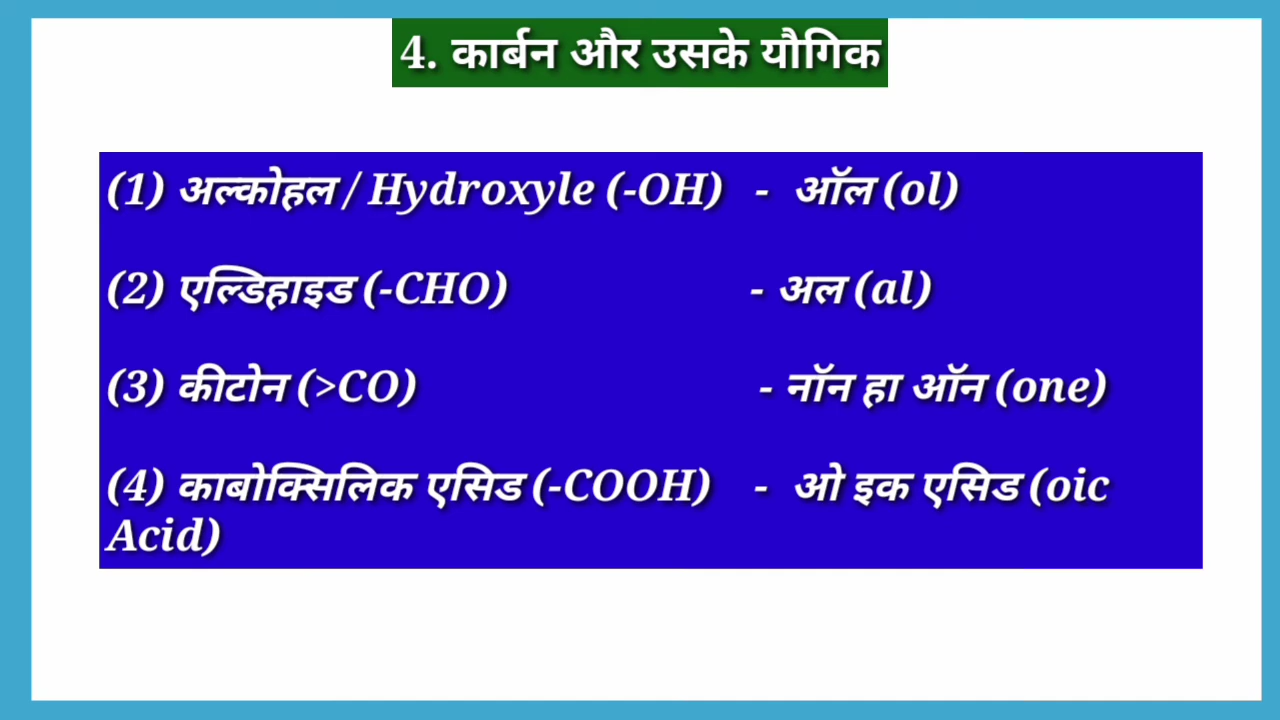 4. कार्बन और उसके यौगिक
(1) अल्कोहल / Hydroxyle (-OH) - ऑल (ol)
(2) एल्डिहाइड (-CHO) - अल (al)
(3) कीटोन (>CO) - नॉन हा ऑन (one)
(4) काबोक्सिलिक एसिड (-COOH) - ओ इक एसिड (oic
Acid)